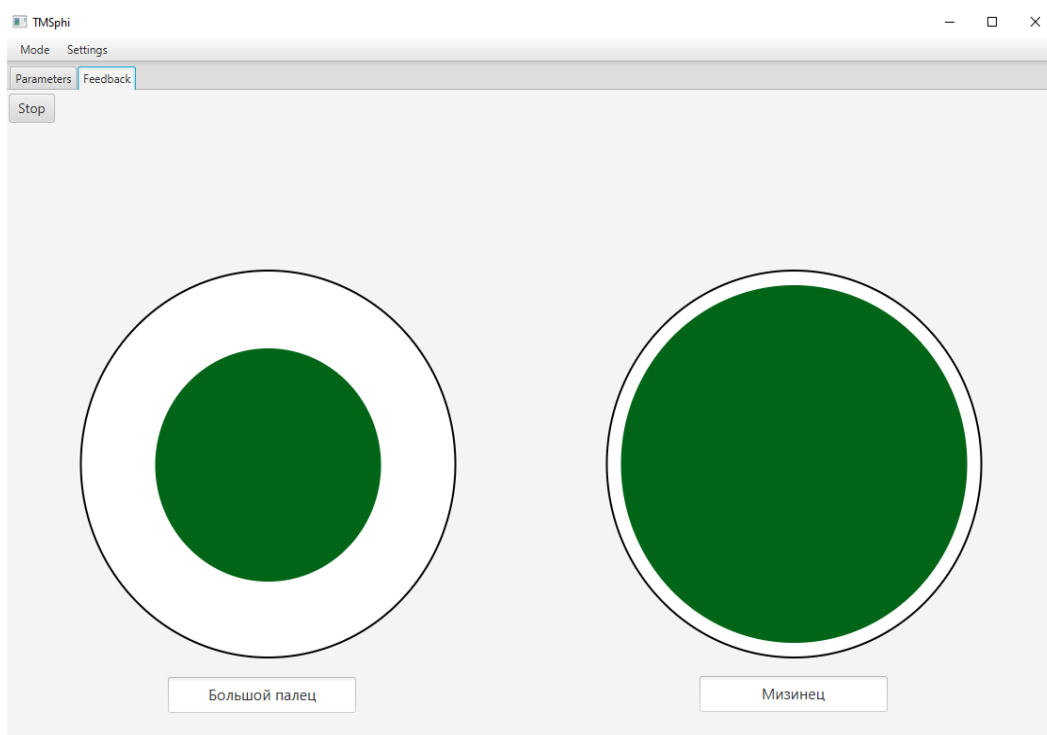 TMSphi
Mode Settings
Parameters Feedback
Stop
Большой палец Мизинец